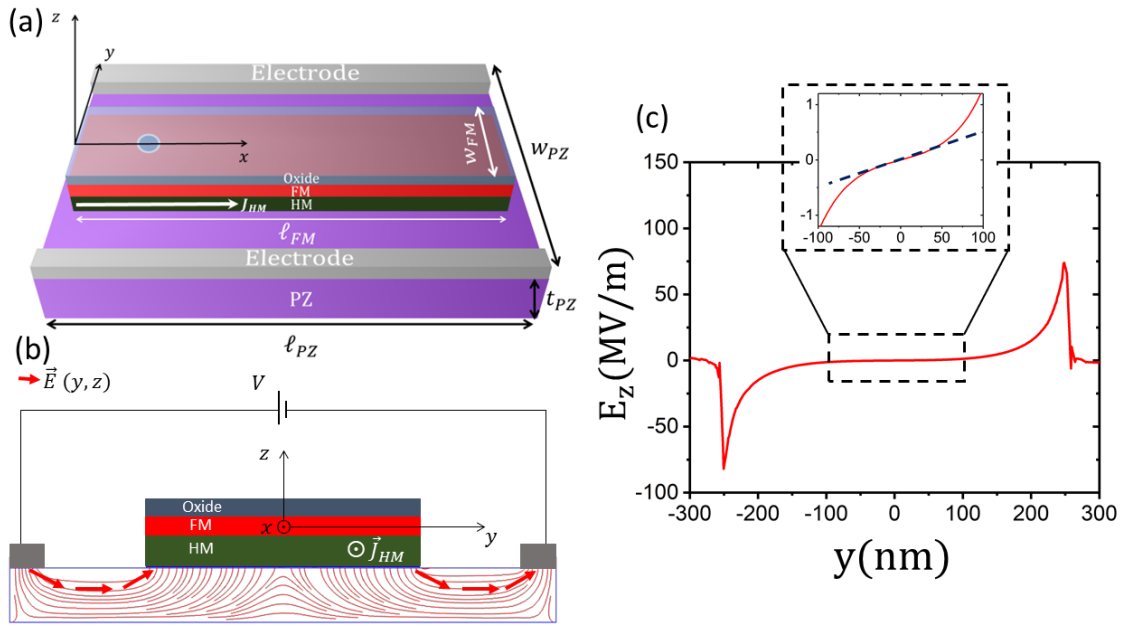 (a)
z
y
Electrode
x
w_FM
w_PZ
Oxide
FM
HM
J_HM
ℓ_FM
Electrode
PZ
t_PZ
ℓ_PZ
(b)
E⃗ (y, z)
V
z
Oxide
FM
x
y
HM
J⃗_HM
(c)
1
0
-1
-100 -50 0 50 100
150
100
50
0
-50
-100
-300 -200 -100 0 100 200 300
E_z(MV/m)
y(nm)